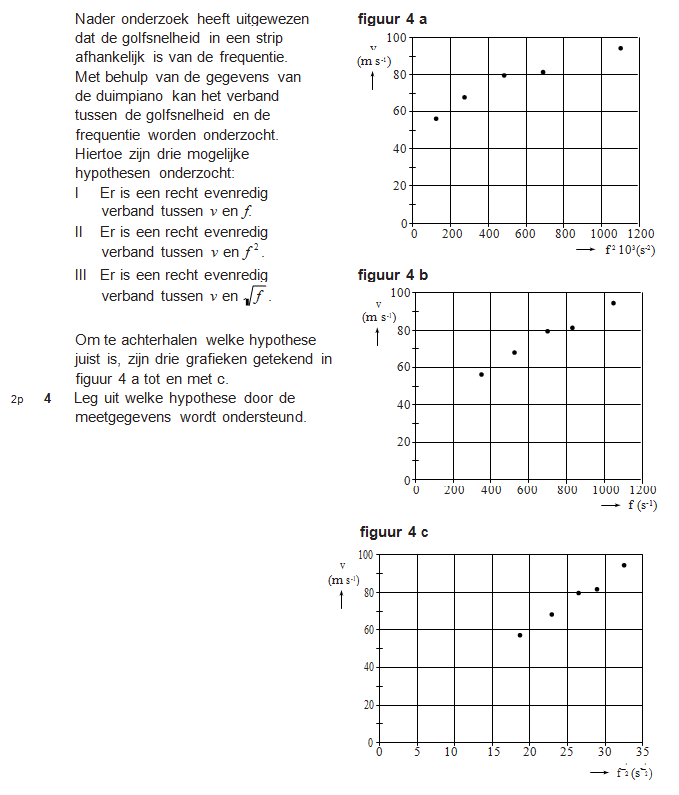 Nader onderzoek heeft uitgewezen
dat de golfsnelheid in een strip
afhankelijk is van de frequentie.
Met behulp van de gegevens van
de duimpiano kan het verband
tussen de golfsnelheid en de
frequentie worden onderzocht.
Hiertoe zijn drie mogelijke
hypothesen onderzocht:
I Er is een recht evenredig
verband tussen v en f.
II Er is een recht evenredig
verband tussen v en f².
III Er is een recht evenredig
verband tussen v en √f.
Om te achterhalen welke hypothese
juist is, zijn drie grafieken getekend in
figuur 4 a tot en met c.
2p 4 Leg uit welke hypothese door de
meetgegevens wordt ondersteund.
figuur 4 a
v
(m s⁻¹)
100
80
60
40
20
0
0 200 400 600 800 1000 1200
→ f² 10³(s⁻²)
figuur 4 b
v
(m s⁻¹)
100
80
60
40
20
0
0 200 400 600 800 1000 1200
→ f (s⁻¹)
figuur 4 c
v
(m s⁻¹)
100
80
60
40
20
0
0 5 10 15 20 25 30 35